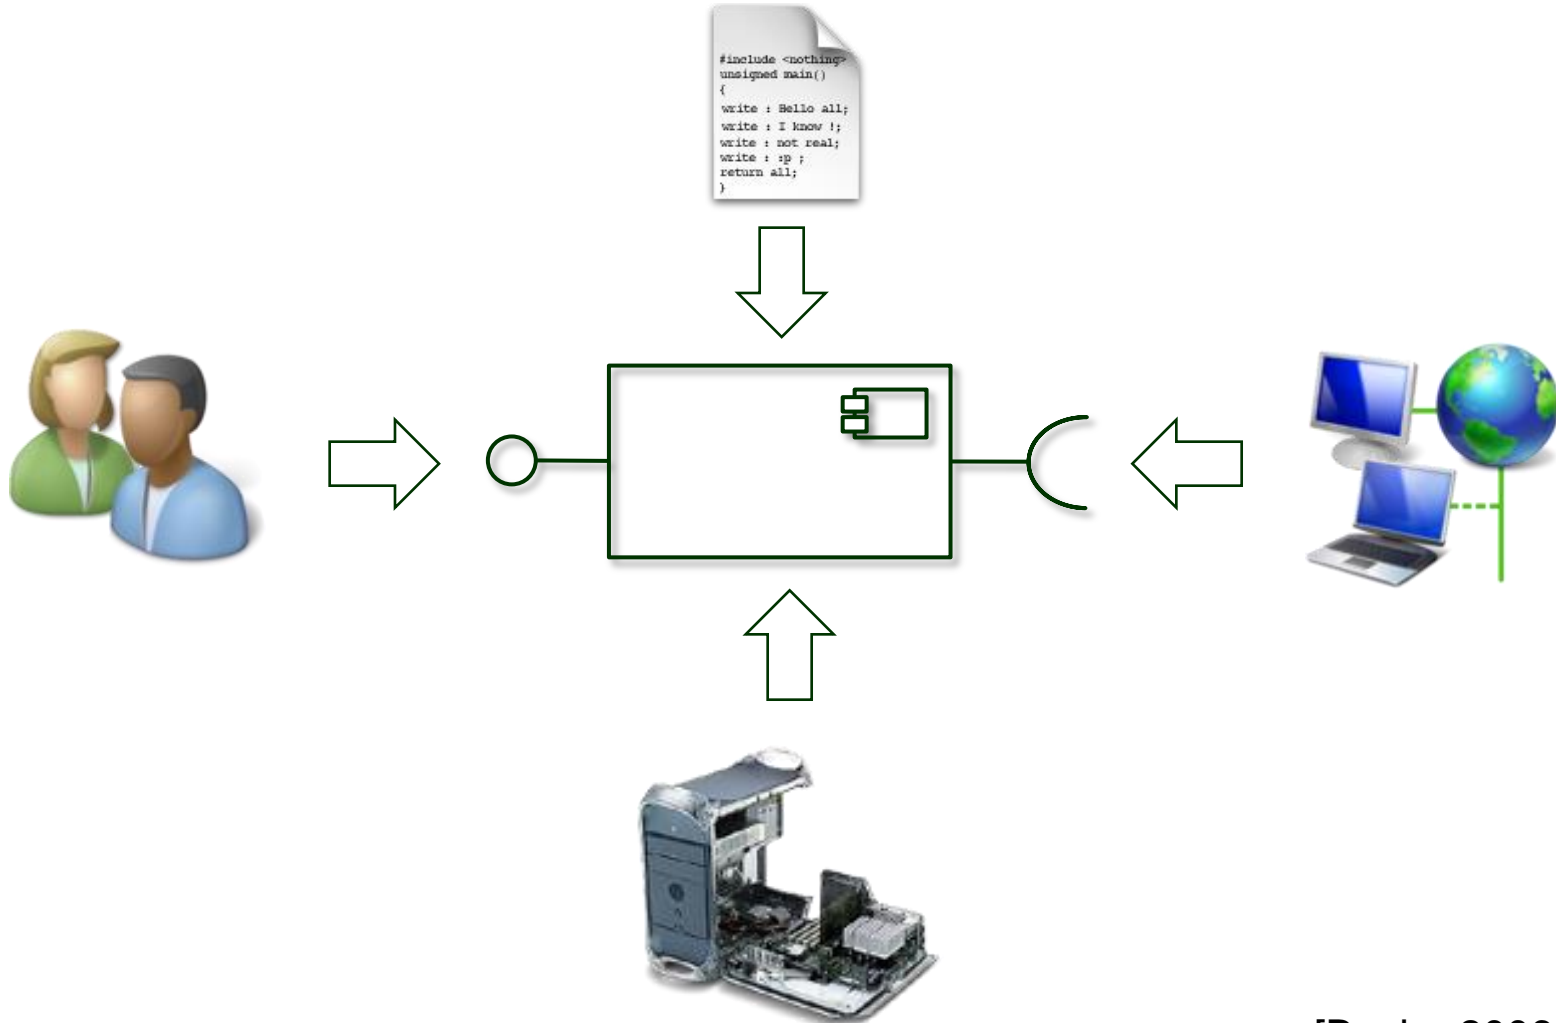 #include <nothing>
unsigned main()
{
write : Hello all;
write : I know !;
write : not real;
write : :p ;
return all;
}